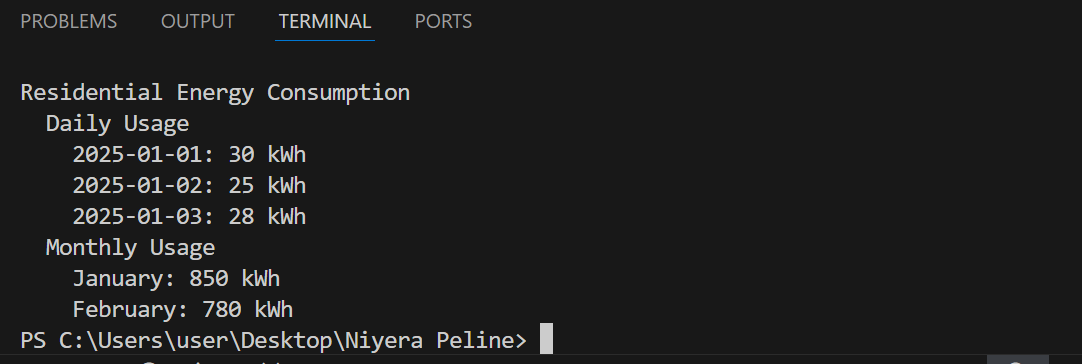 PROBLEMS OUTPUT TERMINAL PORTS
Residential Energy Consumption
  Daily Usage
    2025-01-01: 30 kWh
    2025-01-02: 25 kWh
    2025-01-03: 28 kWh
  Monthly Usage
    January: 850 kWh
    February: 780 kWh
PS C:\Users\user\Desktop\Niyera Peline>